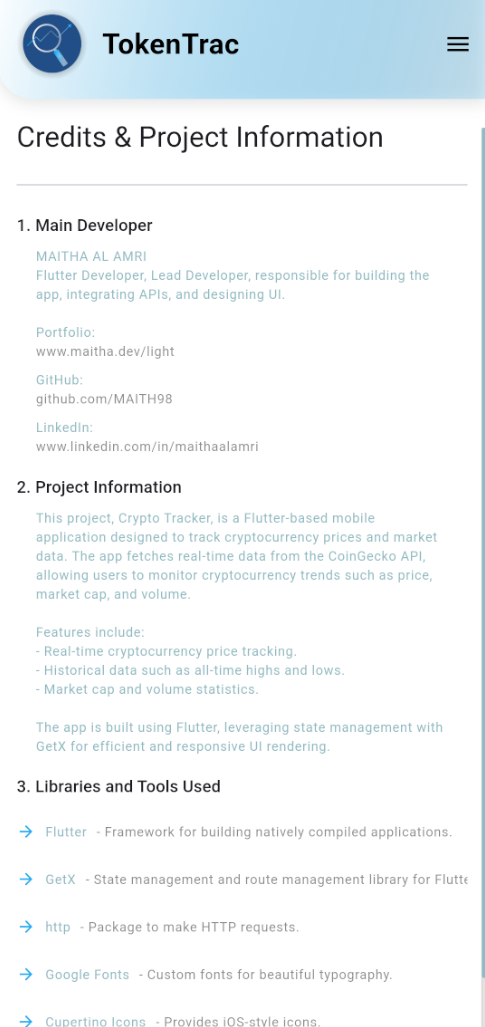 TokenTrac
Credits & Project Information
1. Main Developer
MAITHA AL AMRI
Flutter Developer, Lead Developer, responsible for building the
app, integrating APIs, and designing UI.
Portfolio:
www.maitha.dev/light
GitHub:
github.com/MAITH98
LinkedIn:
www.linkedin.com/in/maithaalamri
2. Project Information
This project, Crypto Tracker, is a Flutter-based mobile
application designed to track cryptocurrency prices and market
data. The app fetches real-time data from the CoinGecko API,
allowing users to monitor cryptocurrency trends such as price,
market cap, and volume.
Features include:
- Real-time cryptocurrency price tracking.
- Historical data such as all-time highs and lows.
- Market cap and volume statistics.
The app is built using Flutter, leveraging state management with
GetX for efficient and responsive UI rendering.
3. Libraries and Tools Used
Flutter - Framework for building natively compiled applications.
GetX - State management and route management library for Flutte
http - Package to make HTTP requests.
Google Fonts - Custom fonts for beautiful typography.
Cupertino Icons - Provides iOS-style icons.